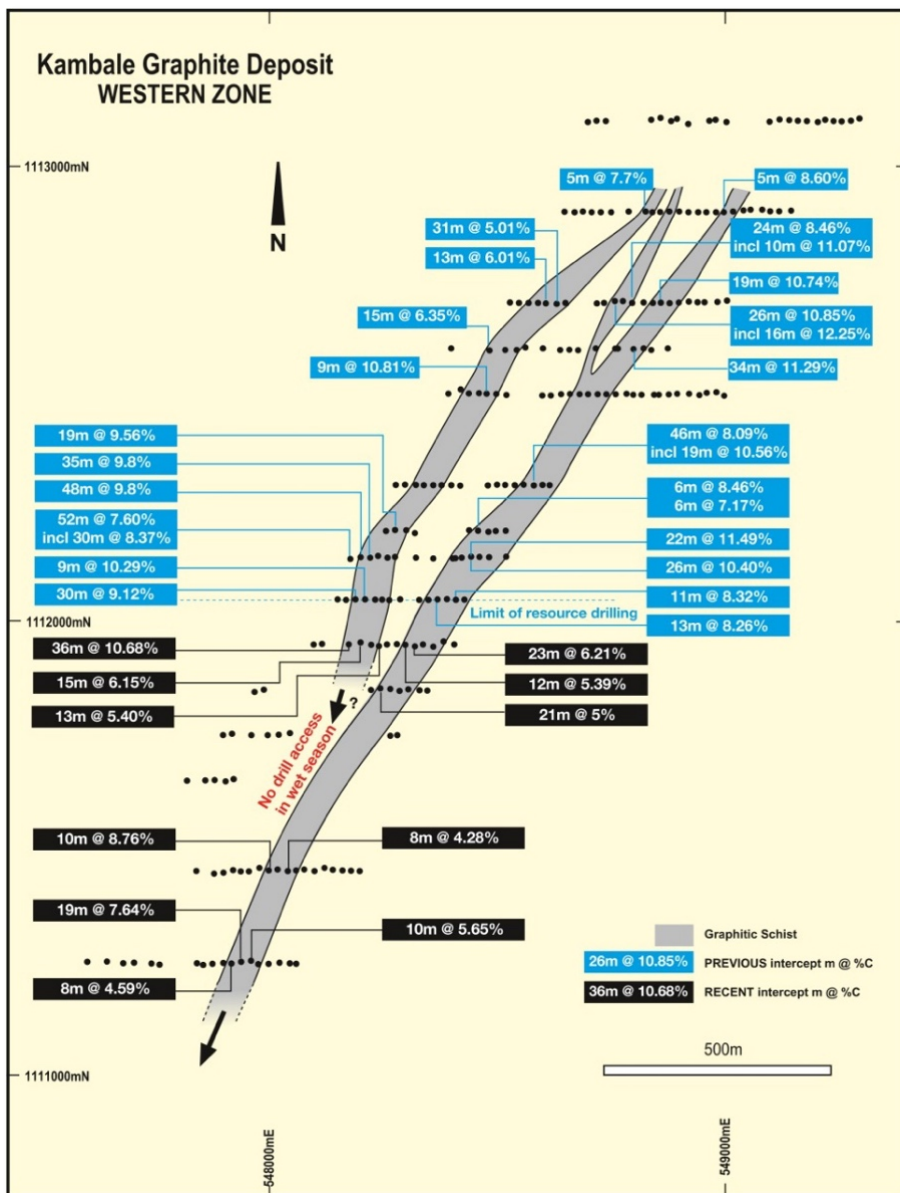 Kambale Graphite Deposit
WESTERN ZONE
1113000mN
N
5m @ 7.7%
5m @ 8.60%
31m @ 5.01%
24m @ 8.46%
incl 10m @ 11.07%
13m @ 6.01%
19m @ 10.74%
15m @ 6.35%
26m @ 10.85%
incl 16m @ 12.25%
9m @ 10.81%
34m @ 11.29%
19m @ 9.56%
46m @ 8.09%
incl 19m @ 10.56%
35m @ 9.8%
48m @ 9.8%
6m @ 8.46%
6m @ 7.17%
52m @ 7.60%
incl 30m @ 8.37%
22m @ 11.49%
9m @ 10.29%
26m @ 10.40%
30m @ 9.12%
11m @ 8.32%
Limit of resource drilling
1112000mN
13m @ 8.26%
36m @ 10.68%
23m @ 6.21%
15m @ 6.15%
12m @ 5.39%
13m @ 5.40%
?
21m @ 5%
No drill access
in wet season
10m @ 8.76%
8m @ 4.28%
19m @ 7.64%
10m @ 5.65%
8m @ 4.59%
Graphitic Schist
26m @ 10.85% PREVIOUS intercept m @ %C
36m @ 10.68% RECENT intercept m @ %C
500m
1111000mN
548000mE
549000mE